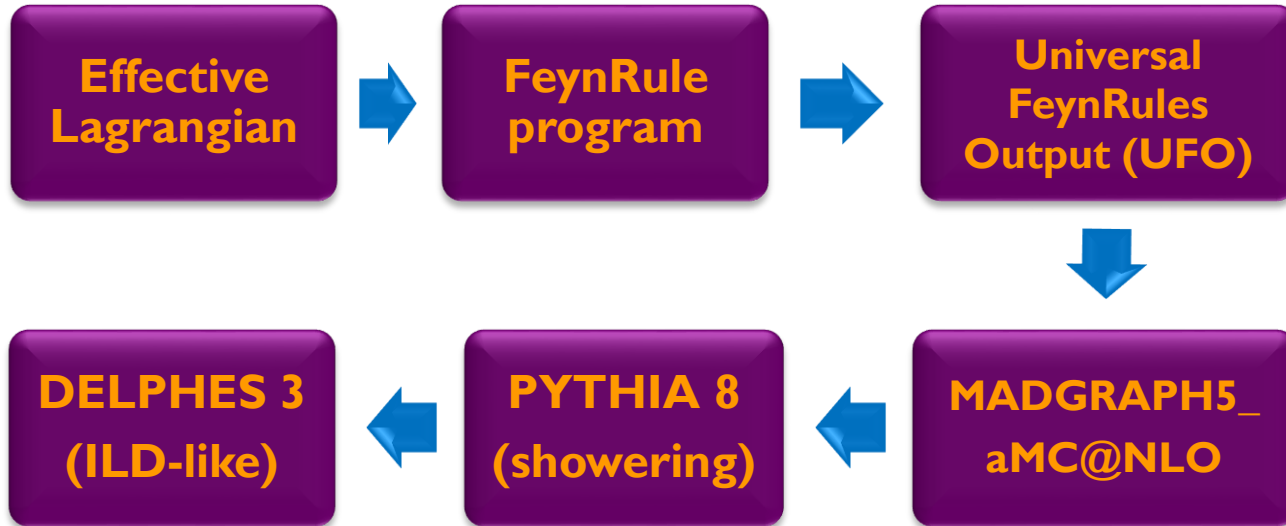 Effective
Lagrangian
FeynRule
program
Universal
FeynRules
Output (UFO)
MADGRAPH5_
aMC@NLO
PYTHIA 8
(showering)
DELPHES 3
(ILD-like)